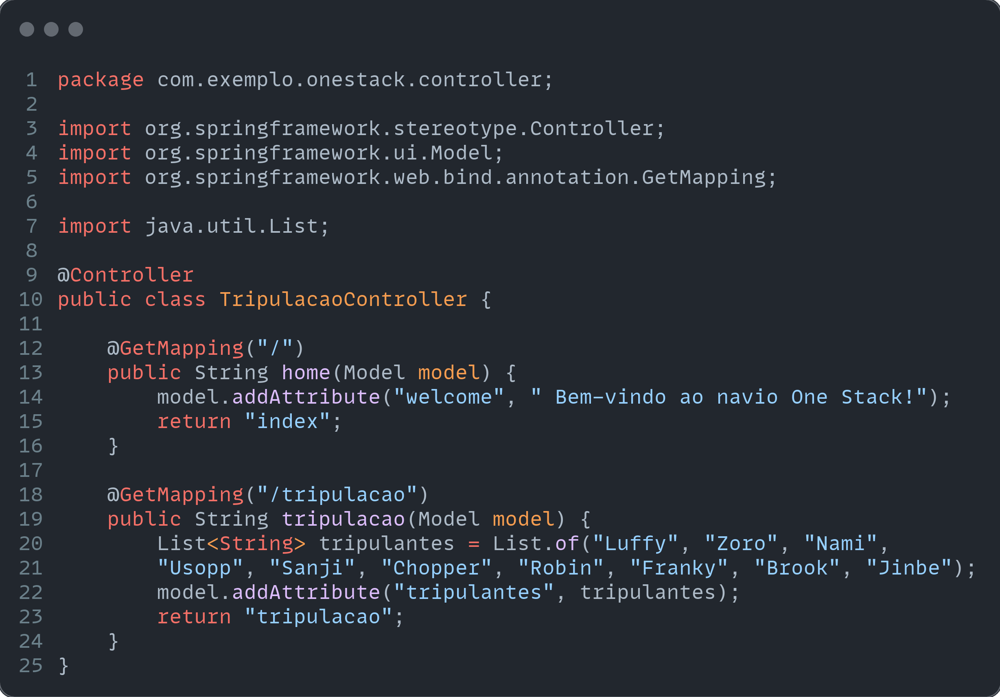 1 package com.exemplo.onestack.controller;
2
3 import org.springframework.stereotype.Controller;
4 import org.springframework.ui.Model;
5 import org.springframework.web.bind.annotation.GetMapping;
6
7 import java.util.List;
8
9 @Controller
10 public class TripulacaoController {
11
12     @GetMapping("/")
13     public String home(Model model) {
14         model.addAttribute("welcome", " Bem-vindo ao navio One Stack!");
15         return "index";
16     }
17
18     @GetMapping("/tripulacao")
19     public String tripulacao(Model model) {
20         List<String> tripulantes = List.of("Luffy", "Zoro", "Nami",
21         "Usopp", "Sanji", "Chopper", "Robin", "Franky", "Brook", "Jinbe");
22         model.addAttribute("tripulantes", tripulantes);
23         return "tripulacao";
24     }
25 }